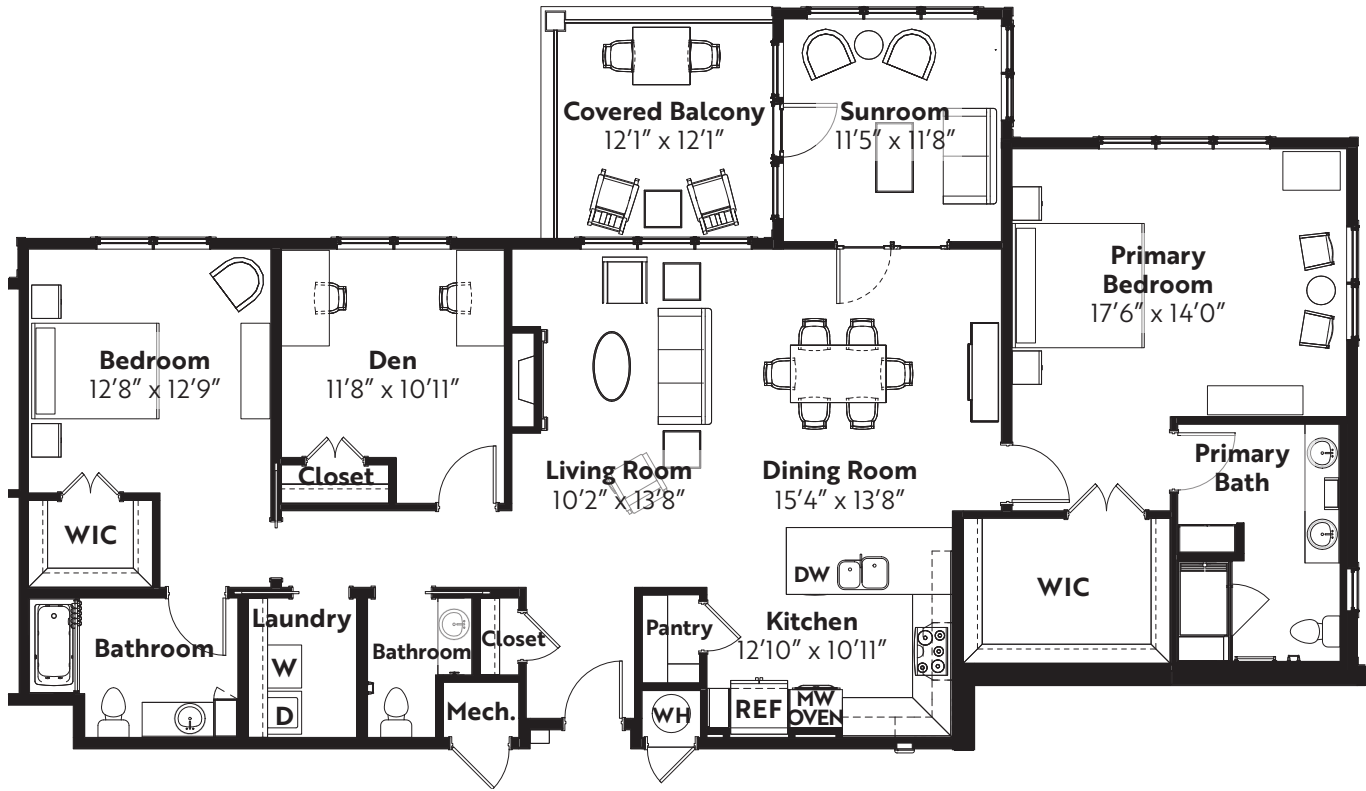 Covered Balcony
12’1” x 12’1”
Sunroom
11’5” x 11’8”
Primary
Bedroom
17’6” x 14’0”
Bedroom
12’8” x 12’9”
Den
11’8” x 10’11”
Closet
Living Room
10’2” x 13’8”
Dining Room
15’4” x 13’8”
Primary
Bath
WIC
DW
WIC
Laundry
Bathroom
Bathroom
Closet
Pantry
Kitchen
12’10” x 10’11”
W
D
Mech.
WH
REF
MW
OVEN